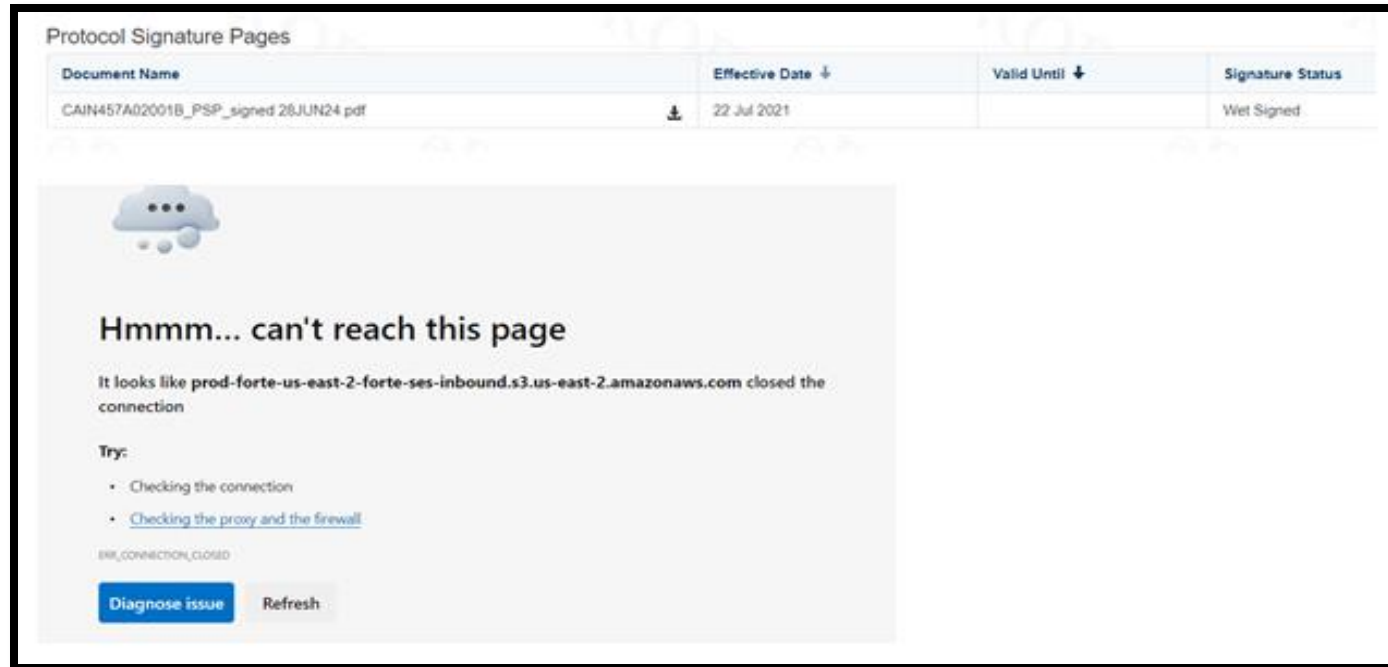 Protocol Signature Pages
Document Name Effective Date ↓ Valid Until ↓ Signature Status
CAIN457A02001B_PSP_signed 28JUN24 pdf 22 Jul 2021 Wet Signed
Hmmm... can't reach this page
It looks like prod-forte-us-east-2-forte-ses-inbound.s3.us-east-2.amazonaws.com closed the
connection
Try:
• Checking the connection
• Checking the proxy and the firewall
ERR_CONNECTION_CLOSED
Diagnose issue Refresh